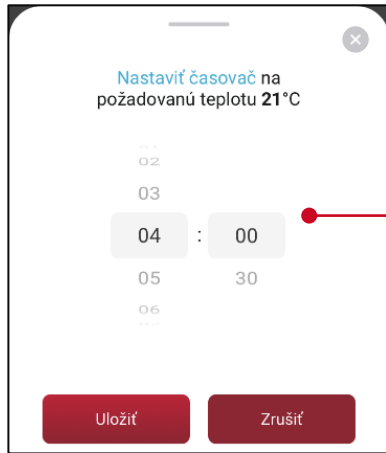 Nastaviť časovač na
požadovanú teplotu 21°C
02
03
04 : 00
05 30
06
Uložiť Zrušiť